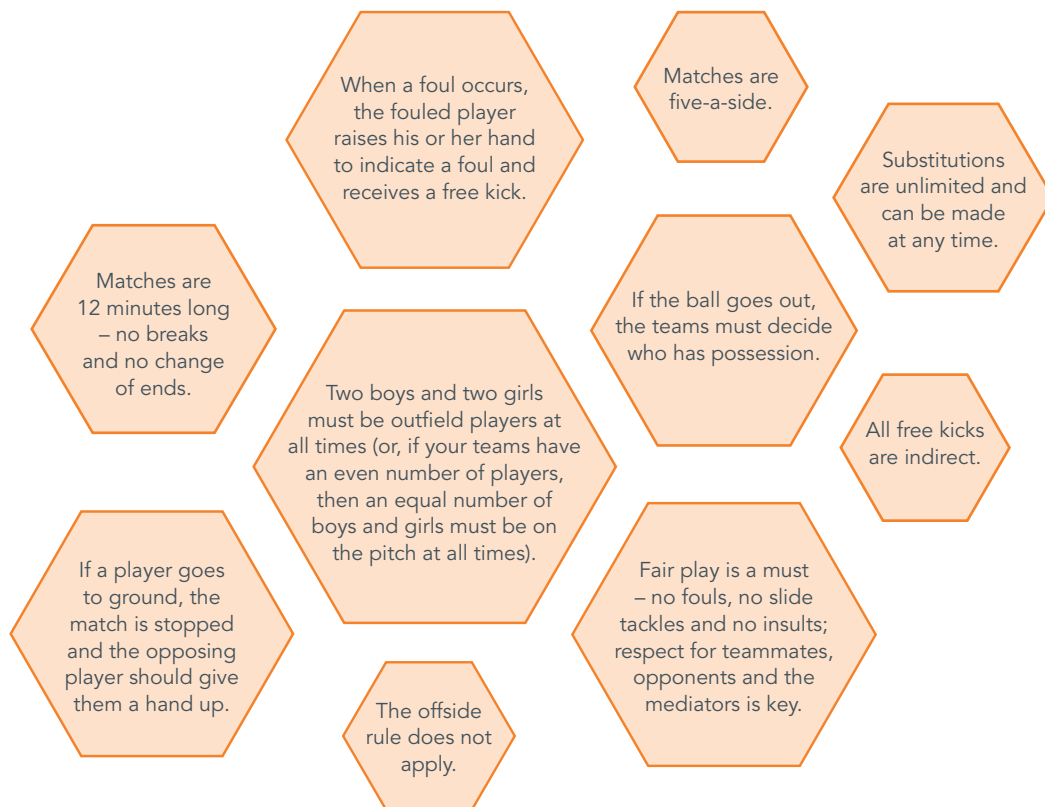 When a foul occurs,
the fouled player
raises his or her hand
to indicate a foul and
receives a free kick.
Matches are
five-a-side.
Substitutions
are unlimited and
can be made
at any time.
Matches are
12 minutes long
– no breaks
and no change
of ends.
If the ball goes out,
the teams must decide
who has possession.
Two boys and two girls
must be outfield players at
all times (or, if your teams have
an even number of players,
then an equal number of
boys and girls must be on
the pitch at all times).
All free kicks
are indirect.
If a player goes
to ground, the
match is stopped
and the opposing
player should give
them a hand up.
Fair play is a must
– no fouls, no slide
tackles and no insults;
respect for teammates,
opponents and the
mediators is key.
The offside
rule does not
apply.